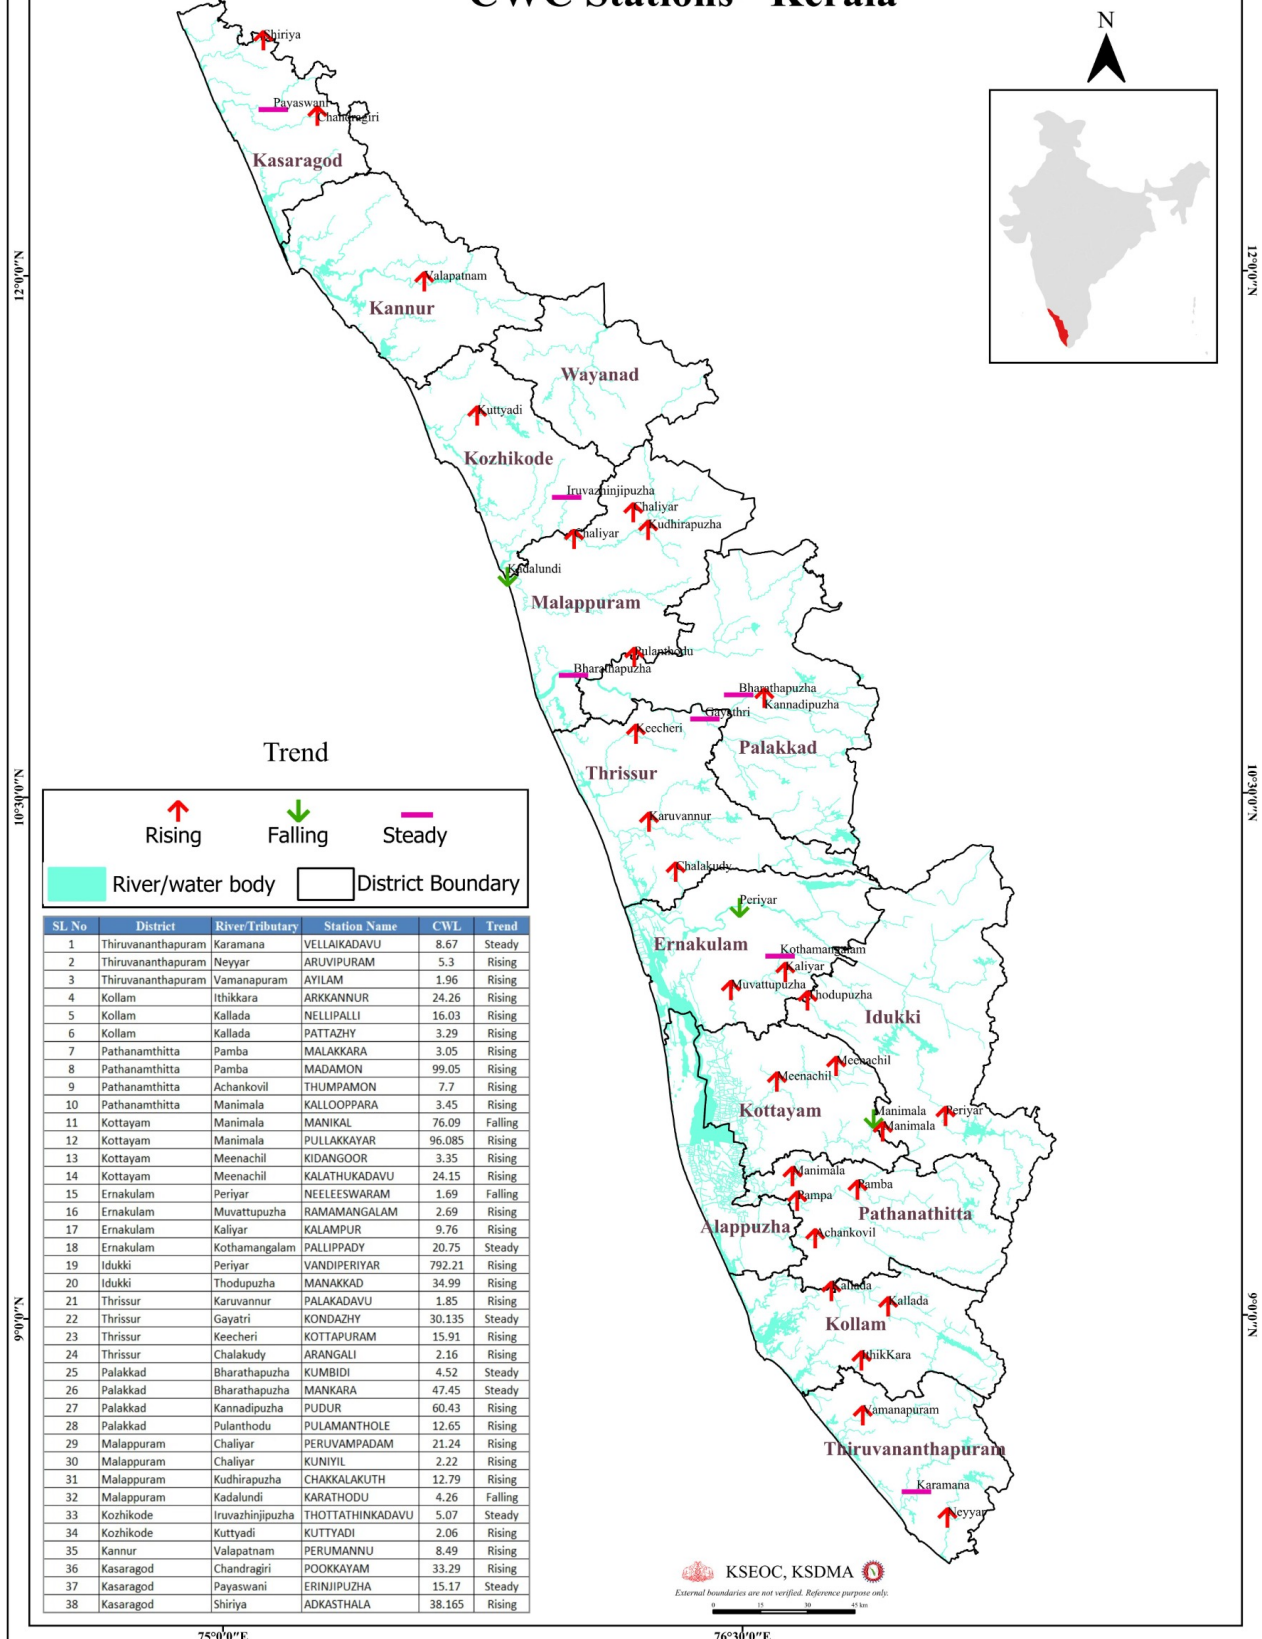 CWC Stations - Kerala
N
Shiriya
Payaswani
Chandragiri
Kasaragod
12°0'0"N
12°0'0"N
Valapatnam
Kannur
Wayanad
Kuttyadi
Kozhikode
Iruvazhinjipuzha
Chaliyar
Kudhirapuzha
Chaliyar
Kadalundi
Malappuram
Pulanthodu
Bharathapuzha
Bharathapuzha
Kannadipuzha
Gayathri
Keecheri
Palakkad
Thrissur
10°30'0"N
10°30'0"N
Karuvannur
Chalakudy
Periyar
Ernakulam
Kothamangalam
Kaliyar
Muvattupuzha
Thodupuzha
Idukki
Meenachil
Meenachil
Kottayam
Manimala
Periyar
Manimala
Manimala
Pamba
Pampa
Pathanathitta
Alappuzha
Achankovil
Kallada
Kallada
Kollam
9°0'0"N
9°0'0"N
IthikKara
Vamanapuram
Thiruvananthapuram
Karamana
Neyyar
Trend
Rising Falling Steady
River/water body District Boundary
SL No District River/Tributary Station Name CWL Trend
1 Thiruvananthapuram Karamana VELLAIKADAVU 8.67 Steady
2 Thiruvananthapuram Neyyar ARUVIPURAM 5.3 Rising
3 Thiruvananthapuram Vamanapuram AYILAM 1.96 Rising
4 Kollam Ithikkara ARKKANNUR 24.26 Rising
5 Kollam Kallada NELLIPALLI 16.03 Rising
6 Kollam Kallada PATTAZHY 3.29 Rising
7 Pathanamthitta Pamba MALAKKARA 3.05 Rising
8 Pathanamthitta Pamba MADAMON 99.05 Rising
9 Pathanamthitta Achankovil THUMPAMON 7.7 Rising
10 Pathanamthitta Manimala KALLOOPPARA 3.45 Rising
11 Kottayam Manimala MANIKAL 76.09 Falling
12 Kottayam Manimala PULLAKKAYAR 96.085 Rising
13 Kottayam Meenachil KIDANGOOR 3.35 Rising
14 Kottayam Meenachil KALATHUKADAVU 24.15 Rising
15 Ernakulam Periyar NEELEESWARAM 1.69 Falling
16 Ernakulam Muvattupuzha RAMAMANGALAM 2.69 Rising
17 Ernakulam Kaliyar KALAMPUR 9.76 Rising
18 Ernakulam Kothamangalam PALLIPPADY 20.75 Steady
19 Idukki Periyar VANDIPERIYAR 792.21 Rising
20 Idukki Thodupuzha MANAKKAD 34.99 Rising
21 Thrissur Karuvannur PALAKADAVU 1.85 Rising
22 Thrissur Gayatri KONDAZHY 30.135 Steady
23 Thrissur Keecheri KOTTAPURAM 15.91 Rising
24 Thrissur Chalakudy ARANGALI 2.16 Rising
25 Palakkad Bharathapuzha KUMBIDI 4.52 Steady
26 Palakkad Bharathapuzha MANKARA 47.45 Steady
27 Palakkad Kannadipuzha PUDUR 60.43 Rising
28 Palakkad Pulanthodu PULAMANTHOLE 12.65 Rising
29 Malappuram Chaliyar PERUVAMPADAM 21.24 Rising
30 Malappuram Chaliyar KUNIYIL 2.22 Rising
31 Malappuram Kudhirapuzha CHAKKALAKUTH 12.79 Rising
32 Malappuram Kadalundi KARATHODU 4.26 Falling
33 Kozhikode Iruvazhinjipuzha THOTTATHINKADAVU 5.07 Steady
34 Kozhikode Kuttyadi KUTTYADI 2.06 Rising
35 Kannur Valapatnam PERUMANNU 8.49 Rising
36 Kasaragod Chandragiri POOKKAYAM 33.29 Rising
37 Kasaragod Payaswani ERINJIPUZHA 15.17 Steady
38 Kasaragod Shiriya ADKASTHALA 38.165 Rising
KSEOC, KSDMA
External boundaries are not verified. Reference purpose only.
0 15 30 45 km
75°0'0"E 76°30'0"E